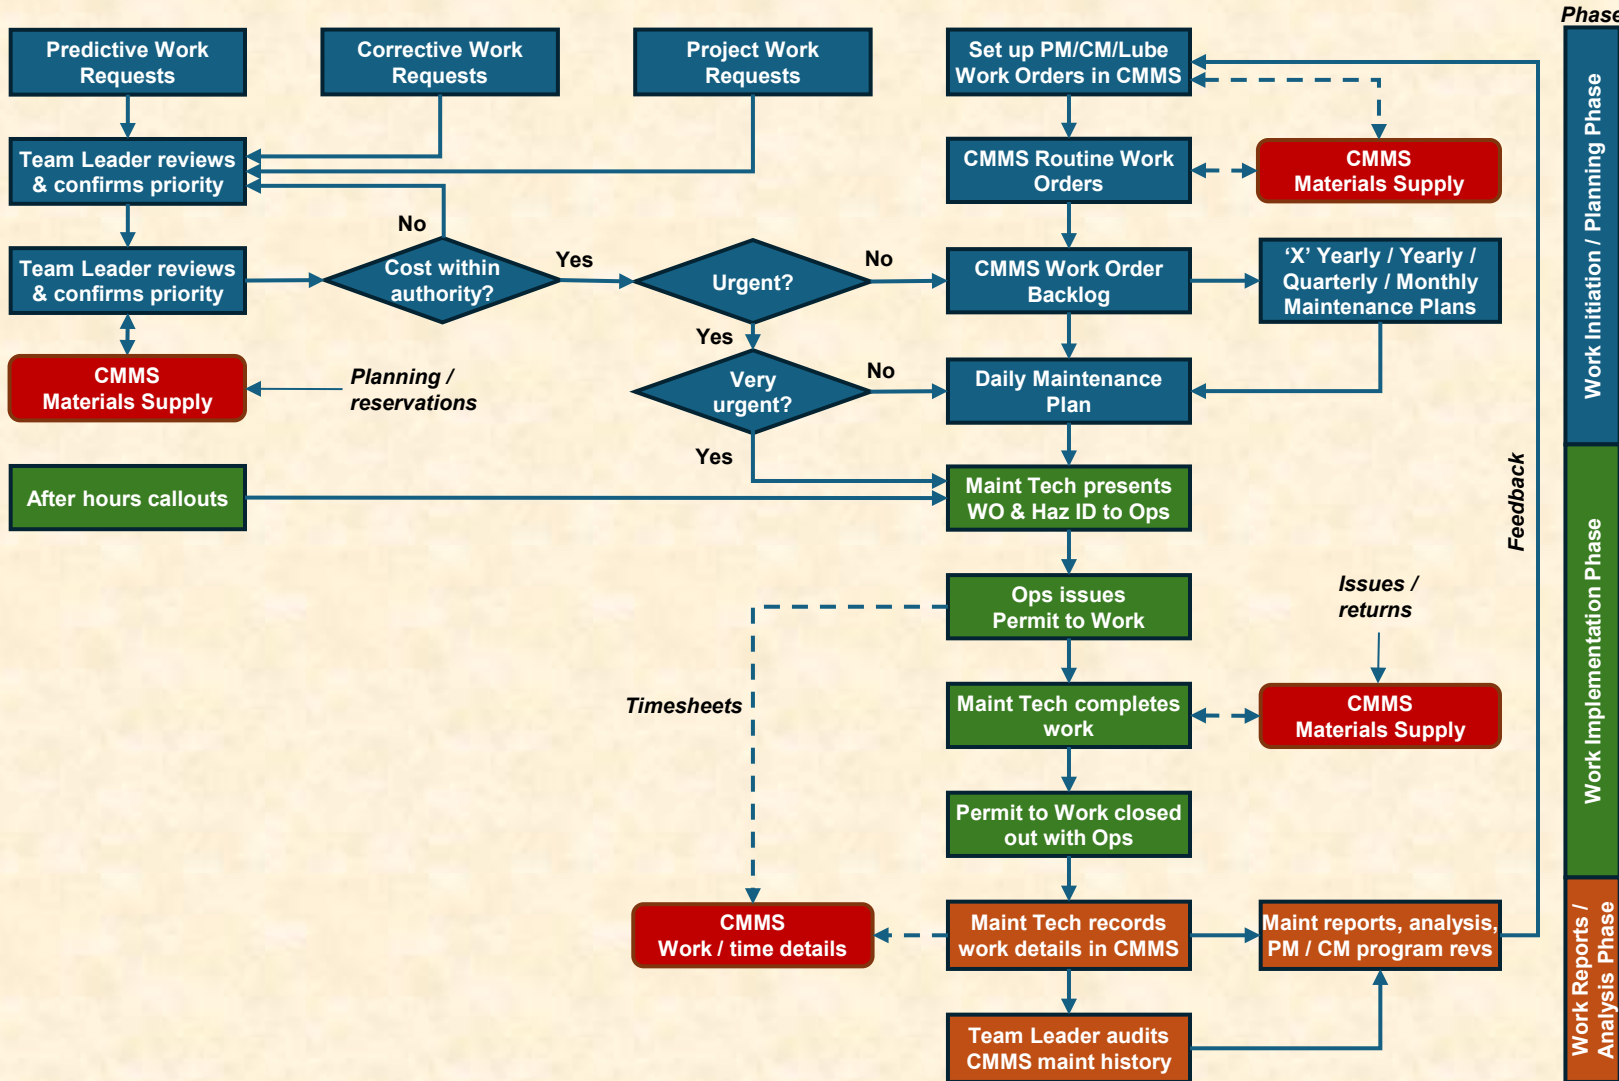 Phase
Predictive Work
Requests
Corrective Work
Requests
Project Work
Requests
Set up PM/CM/Lube
Work Orders in CMMS
Team Leader reviews
& confirms priority
CMMS Routine Work
Orders
CMMS
Materials Supply
No
Team Leader reviews
& confirms priority
Cost within
authority?
Yes
Urgent?
No
CMMS Work Order
Backlog
‘X’ Yearly / Yearly /
Quarterly / Monthly
Maintenance Plans
Yes
CMMS
Materials Supply
Planning /
reservations
Very
urgent?
No
Daily Maintenance
Plan
Yes
After hours callouts
Maint Tech presents
WO & Haz ID to Ops
Feedback
Ops issues
Permit to Work
Issues /
returns
Timesheets
Maint Tech completes
work
CMMS
Materials Supply
Permit to Work closed
out with Ops
CMMS
Work / time details
Maint Tech records
work details in CMMS
Maint reports, analysis,
PM / CM program revs
Team Leader audits
CMMS maint history
Work Initiation / Planning Phase
Work Implementation Phase
Work Reports /
Analysis Phase